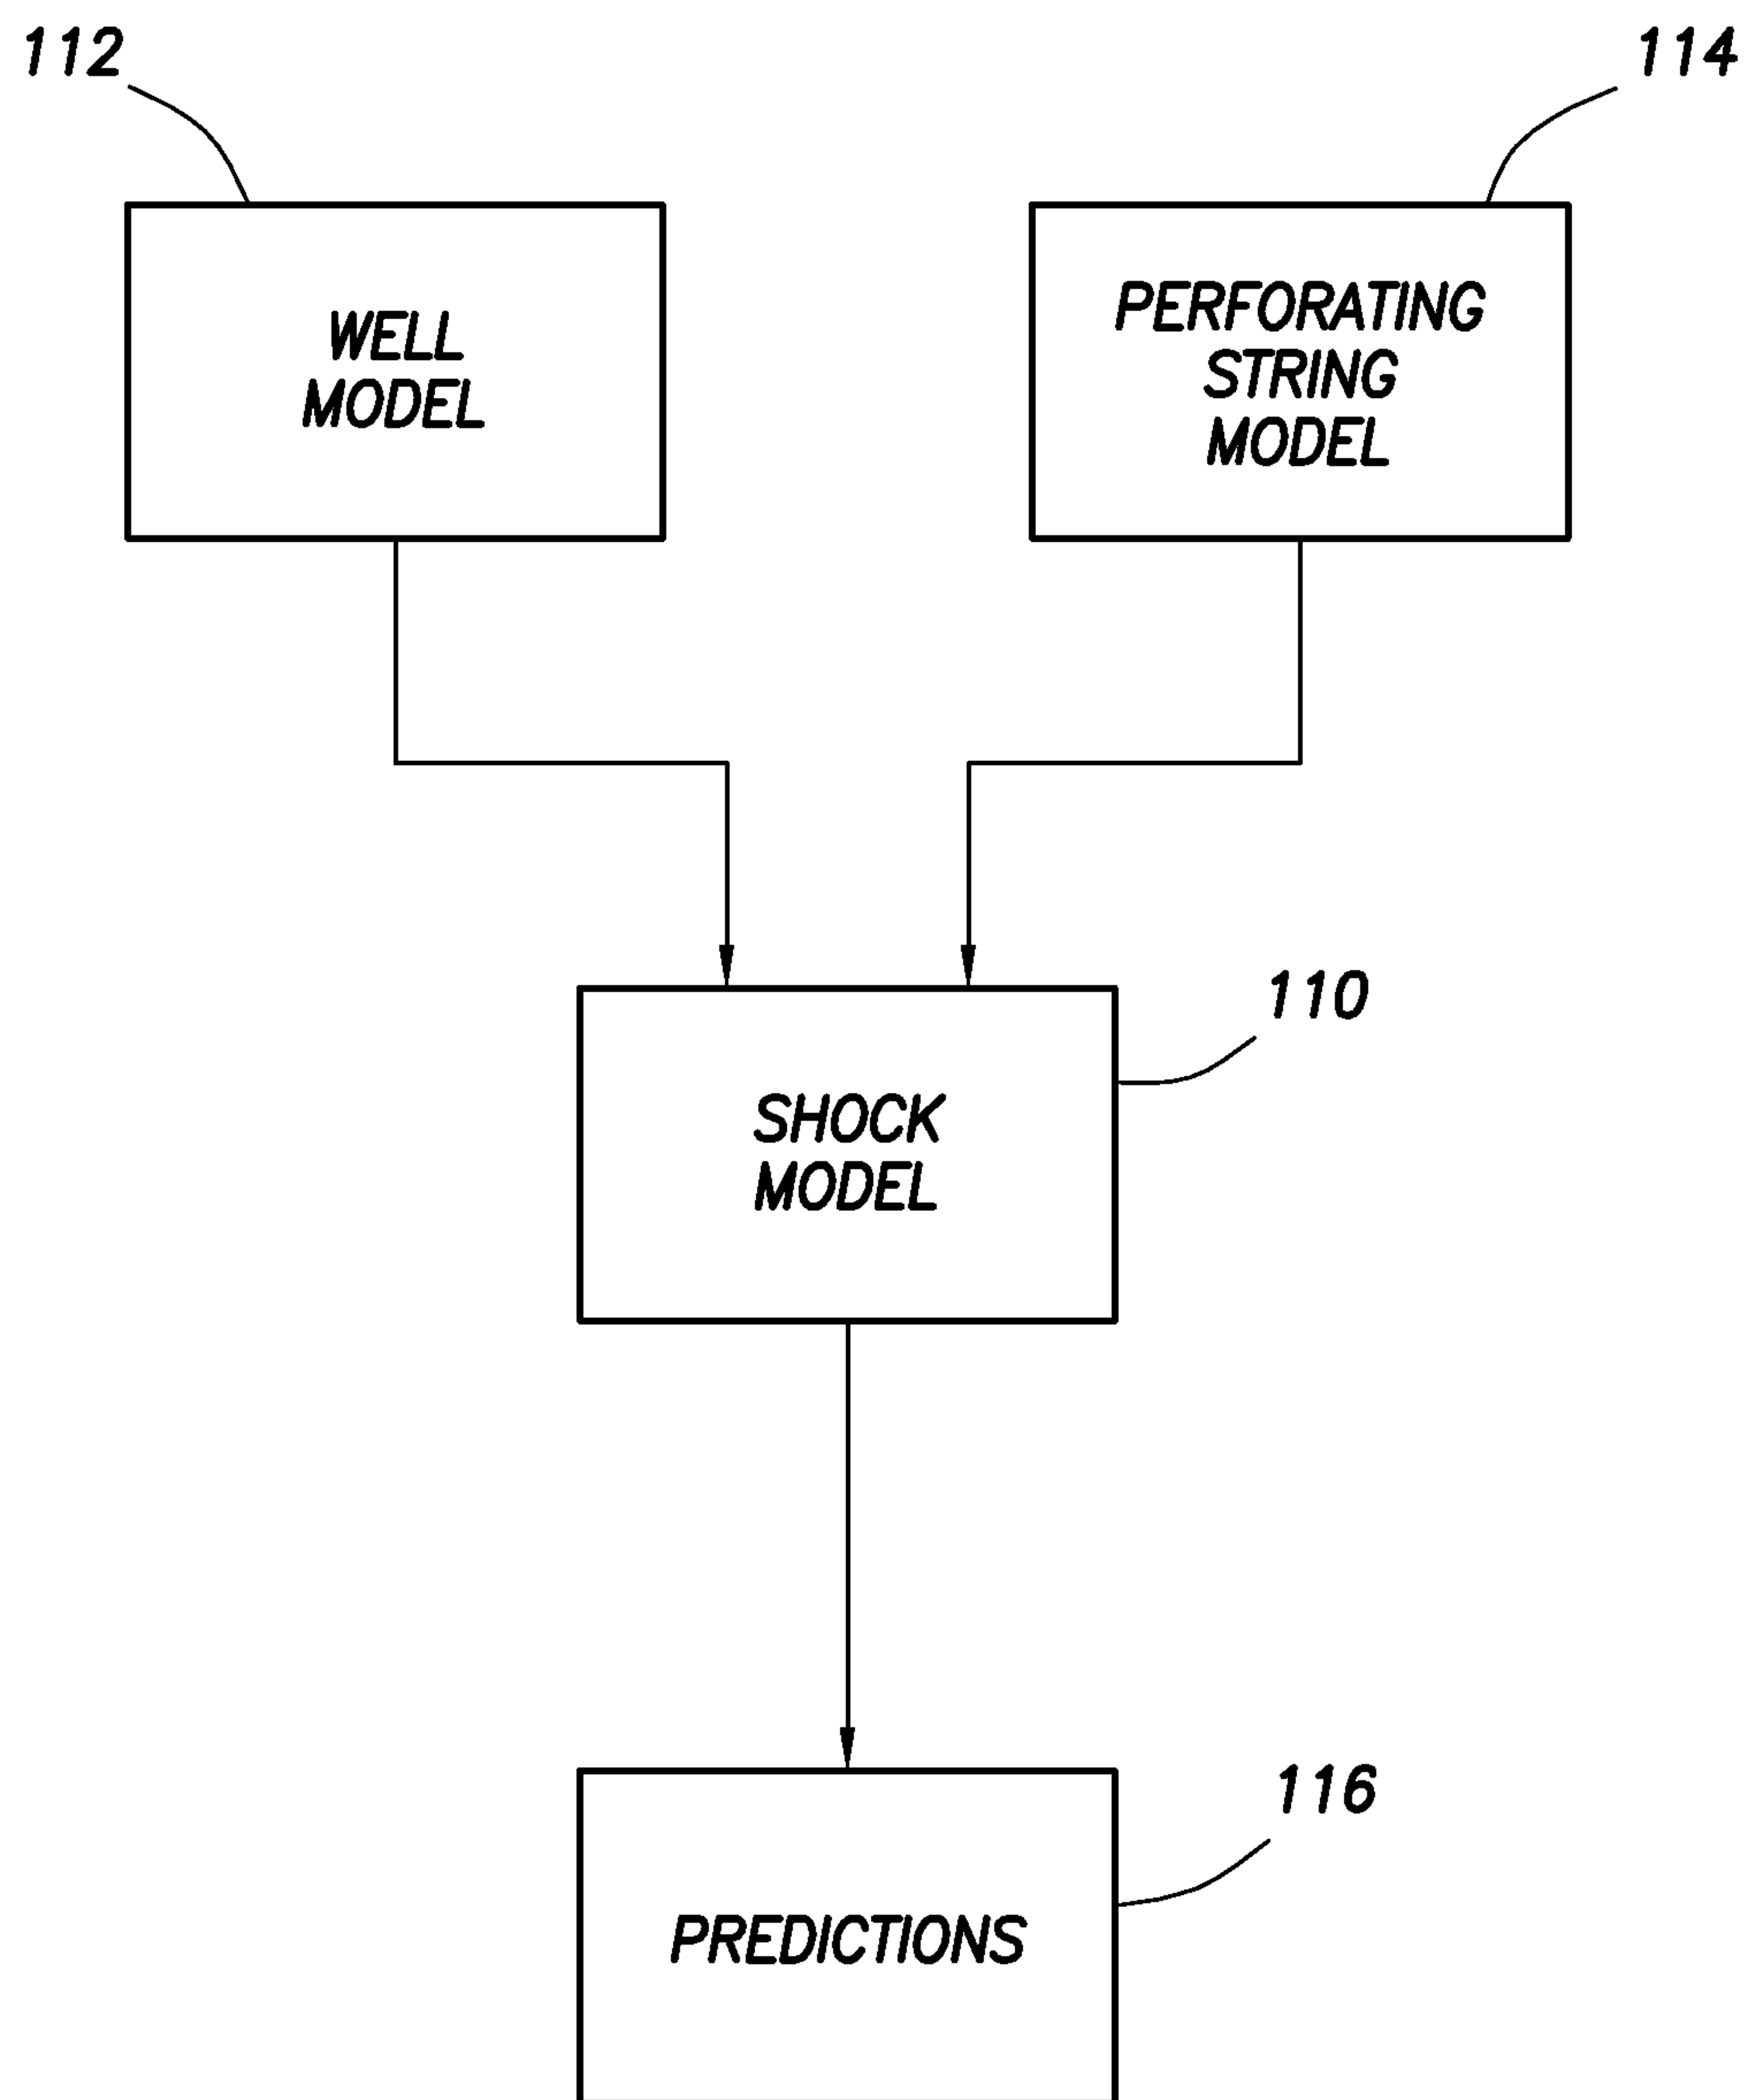 112
114
WELL
MODEL
PERFORATING
STRING
MODEL
110
SHOCK
MODEL
116
PREDICTIONS